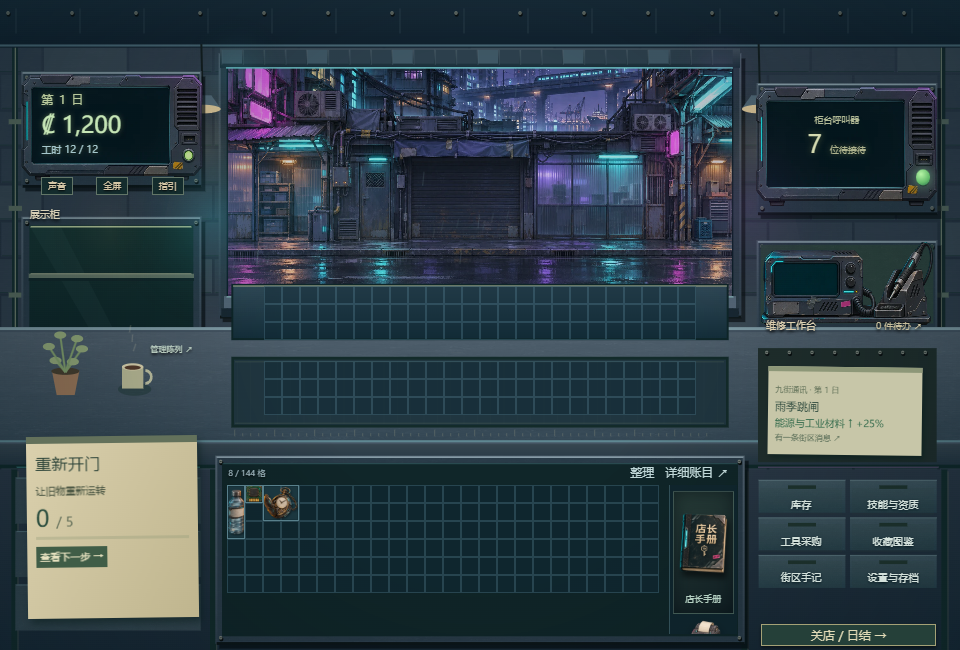 第 1 日
₡ 1,200
工时 12 / 12
声音 全屏 指引
展示柜
柜台呼叫器
7 位待接待
维修工作台 0 件待办 ↗
管理陈列 ↗
九街通讯 · 第 1 日
雨季跳闸
能源与工业材料 ↑ +25%
有一条街区消息 ↗
重新开门
让旧物重新运转
0 / 5
查看下一步 →
8 / 144 格 整理 详细账目 ↗
店长
手册
店长手册
库存 技能与资质
工具采购 收藏图鉴
街区手记 设置与存档
关店 / 日结 →